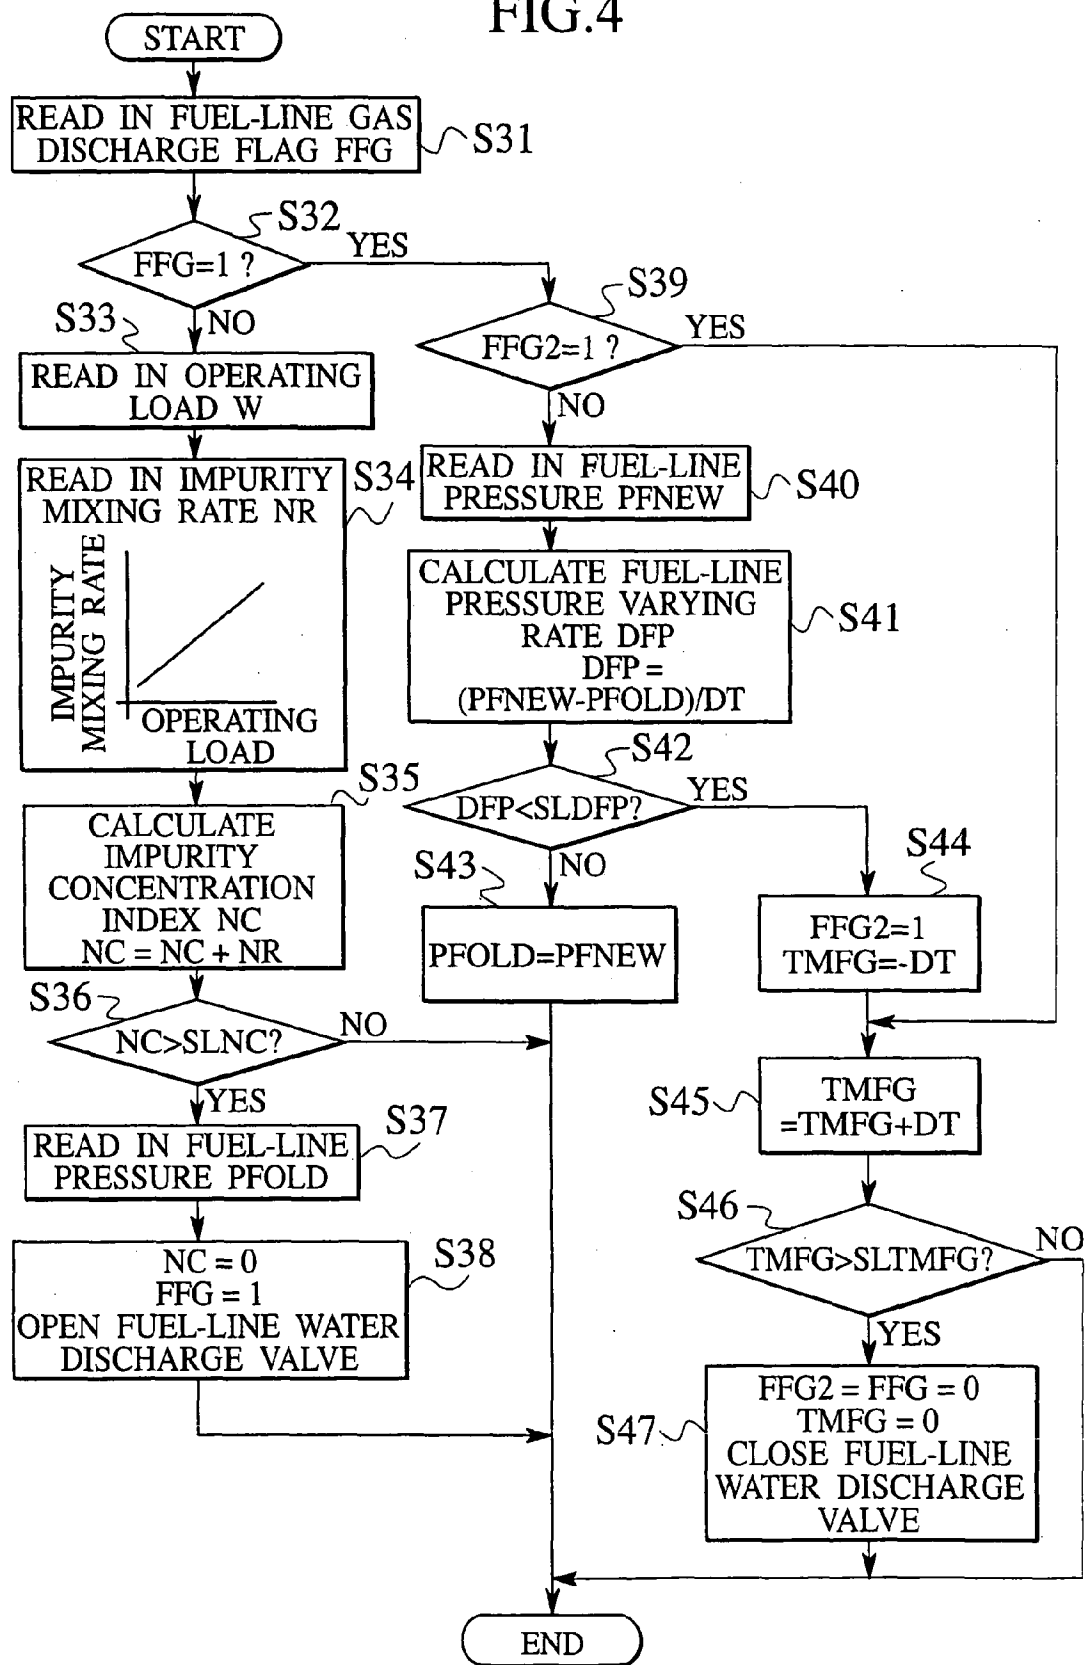 FIG.4
START
READ IN FUEL-LINE GAS
DISCHARGE FLAG FFG
S31
S32
FFG=1 ?
YES
NO
S33
READ IN OPERATING
LOAD W
READ IN IMPURITY
MIXING RATE NR
S34
IMPURITY
MIXING RATE
OPERATING
LOAD
S35
CALCULATE
IMPURITY
CONCENTRATION
INDEX NC
NC = NC + NR
S36
NC>SLNC?
NO
YES
READ IN FUEL-LINE
PRESSURE PFOLD
S37
NC = 0
FFG = 1
OPEN FUEL-LINE WATER
DISCHARGE VALVE
S38
S39
FFG2=1 ?
YES
NO
READ IN FUEL-LINE
PRESSURE PFNEW
S40
CALCULATE FUEL-LINE
PRESSURE VARYING
RATE DFP
DFP =
(PFNEW-PFOLD)/DT
S41
S42
DFP<SLDFP?
YES
NO
S43
PFOLD=PFNEW
S44
FFG2=1
TMFG=-DT
S45
TMFG
=TMFG+DT
S46
TMFG>SLTMFG?
NO
YES
S47
FFG2 = FFG = 0
TMFG = 0
CLOSE FUEL-LINE
WATER DISCHARGE
VALVE
END